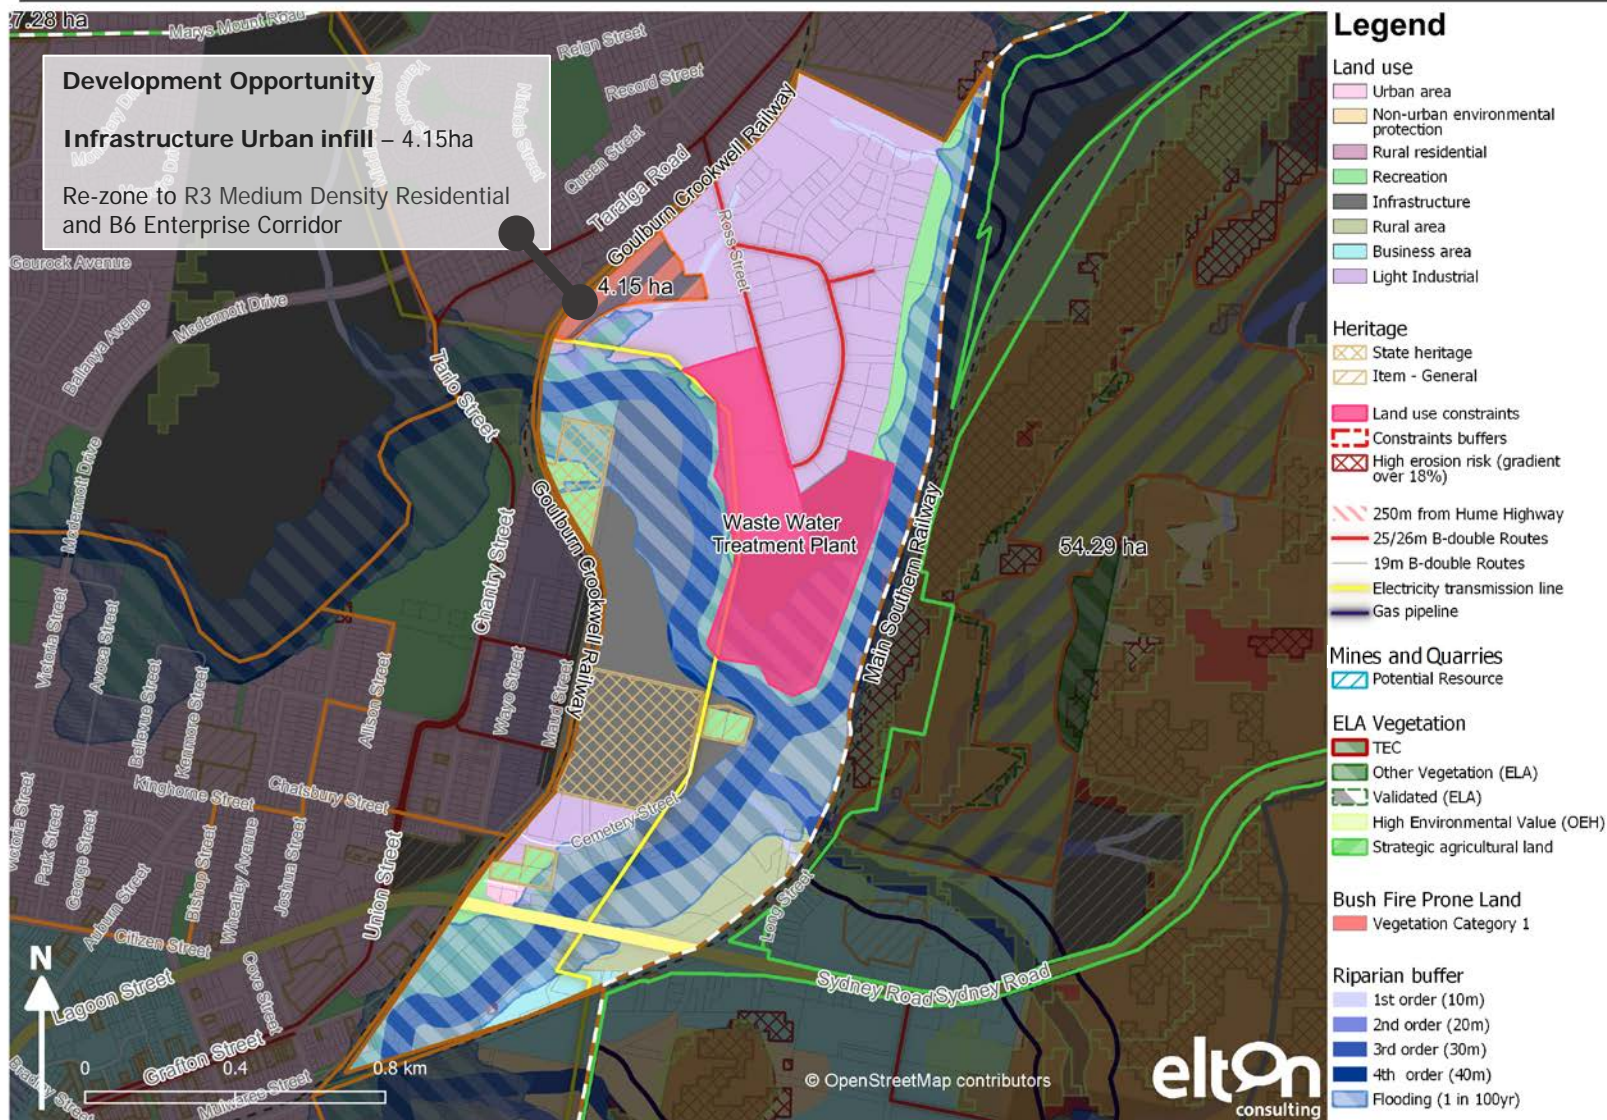 27.28 ha
Marys Mount Road
Development Opportunity
Infrastructure Urban infill – 4.15ha
Re-zone to R3 Medium Density Residential
and B6 Enterprise Corridor
Reign Street
Record Street
Queen Street
Taralga Road
Goulburn Crookwell Railway
Ross Street
4.15 ha
Gourock Avenue
Mcdermott Drive
Ballanya Avenue
Tarlo Street
Mcdermott Drive
Goulburn Crookwell Railway
Chantry Street
Waste Water
Treatment Plant
Main Southern Railway
54.29 ha
Victoria Street
Avoca Street
Bellevue Street
Kenmore Street
Allison Street
Wayo Street
Maud Street
Kinghorne Street
Chatsbury Street
Cemetery Street
Victoria Street
Park Street
George Street
Auburn Street
Bishop Street
Wheatley Avenue
Joshua Street
Union Street
Citizen Street
Long Street
Sydney Road
Sydney Road
Lagoon Street
Cove Street
Grafton Street
Bradley Street
Mulwaree Street
N
0
0.4
0.8 km
© OpenStreetMap contributors
elton
consulting
Legend
Land use
Urban area
Non-urban environmental
protection
Rural residential
Recreation
Infrastructure
Rural area
Business area
Light Industrial
Heritage
State heritage
Item - General
Land use constraints
Constraints buffers
High erosion risk (gradient
over 18%)
250m from Hume Highway
25/26m B-double Routes
19m B-double Routes
Electricity transmission line
Gas pipeline
Mines and Quarries
Potential Resource
ELA Vegetation
TEC
Other Vegetation (ELA)
Validated (ELA)
High Environmental Value (OEH)
Strategic agricultural land
Bush Fire Prone Land
Vegetation Category 1
Riparian buffer
1st order (10m)
2nd order (20m)
3rd order (30m)
4th order (40m)
Flooding (1 in 100yr)